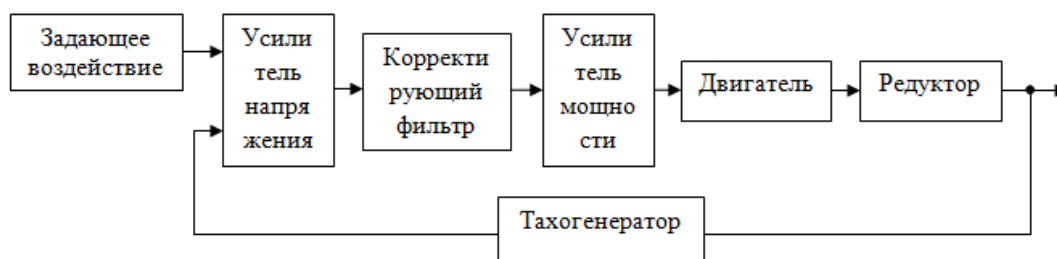 Задающее
воздействие
Усили
тель
напря
жения
Корректи
рующий
фильтр
Усили
тель
мощно
сти
Двигатель
Редуктор
Тахогенератор